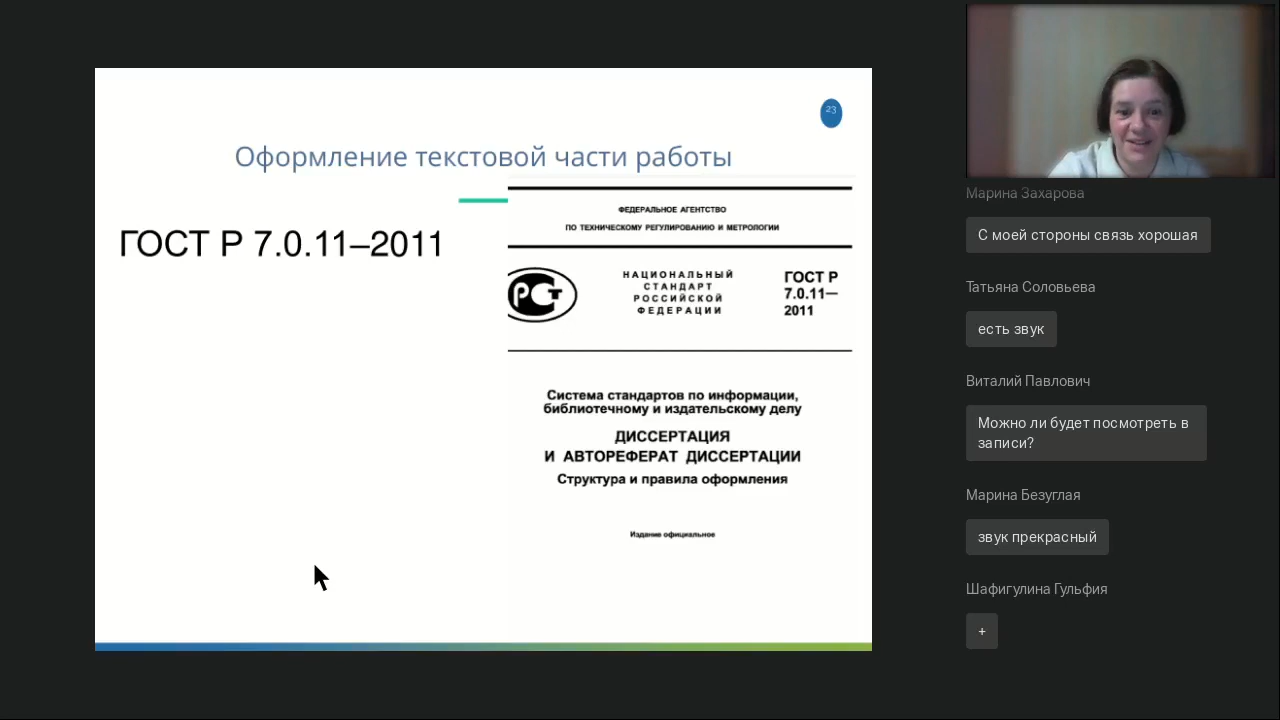 23
Оформление текстовой части работы
ГОСТ Р 7.0.11–2011
ФЕДЕРАЛЬНОЕ АГЕНТСТВО
ПО ТЕХНИЧЕСКОМУ РЕГУЛИРОВАНИЮ И МЕТРОЛОГИИ
РСТ
НАЦИОНАЛЬНЫЙ
СТАНДАРТ
РОССИЙСКОЙ
ФЕДЕРАЦИИ
ГОСТ Р
7.0.11—
2011
Система стандартов по информации,
библиотечному и издательскому делу
ДИССЕРТАЦИЯ
И АВТОРЕФЕРАТ ДИССЕРТАЦИИ
Структура и правила оформления
Издание официальное
Марина Захарова
С моей стороны связь хорошая
Татьяна Соловьева
есть звук
Виталий Павлович
Можно ли будет посмотреть в
записи?
Марина Безуглая
звук прекрасный
Шафигулина Гульфия
+